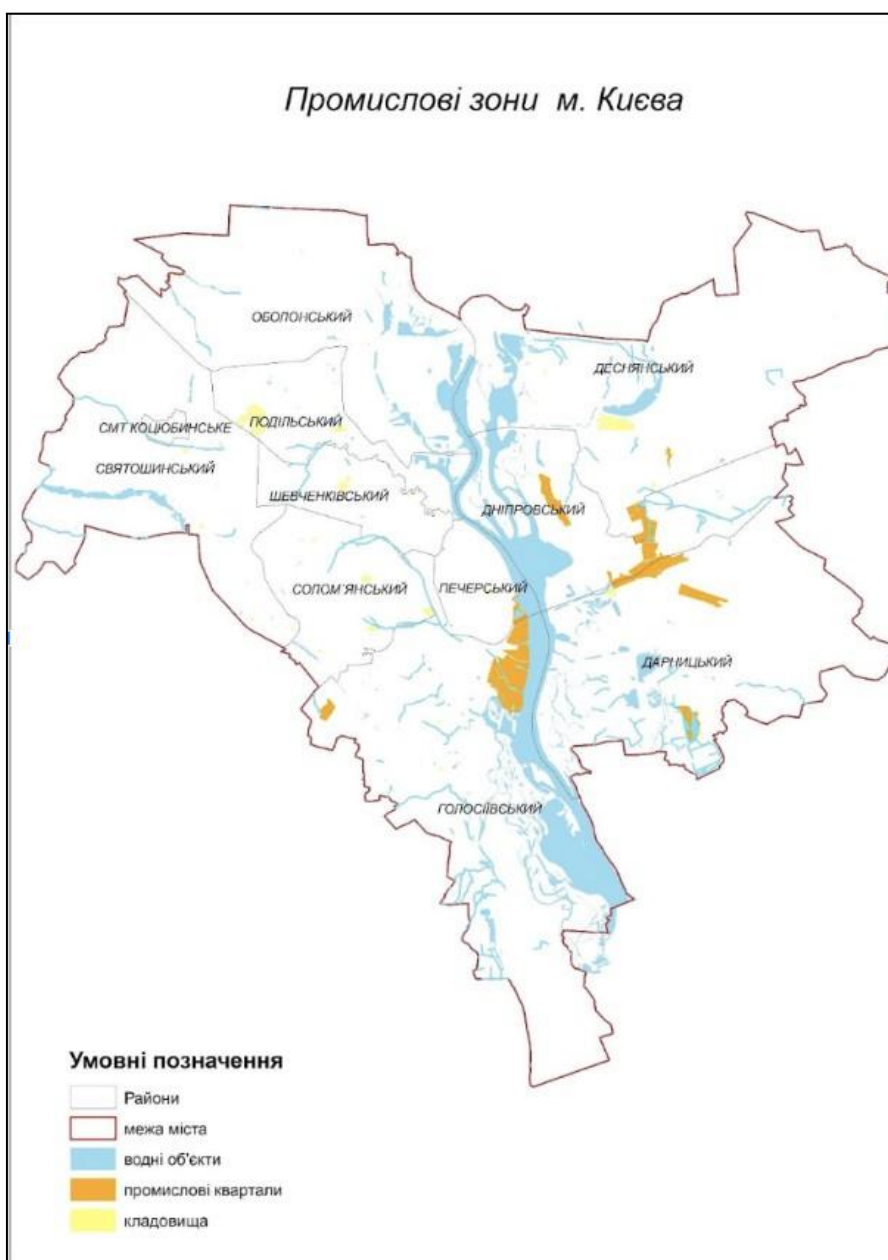 Промислові зони м. Києва
ОБОЛОНСЬКИЙ
ДЕСНЯНСЬКИЙ
СМТ КОЦЮБИНСЬКЕ
ПОДІЛЬСЬКИЙ
СВЯТОШИНСЬКИЙ
ШЕВЧЕНКІВСЬКИЙ
ДНІПРОВСЬКИЙ
СОЛОМ'ЯНСЬКИЙ
ПЕЧЕРСЬКИЙ
ДАРНИЦЬКИЙ
ГОЛОСІЇВСЬКИЙ
Умовні позначення
Райони
межа міста
водні об'єкти
промислові квартали
кладовища